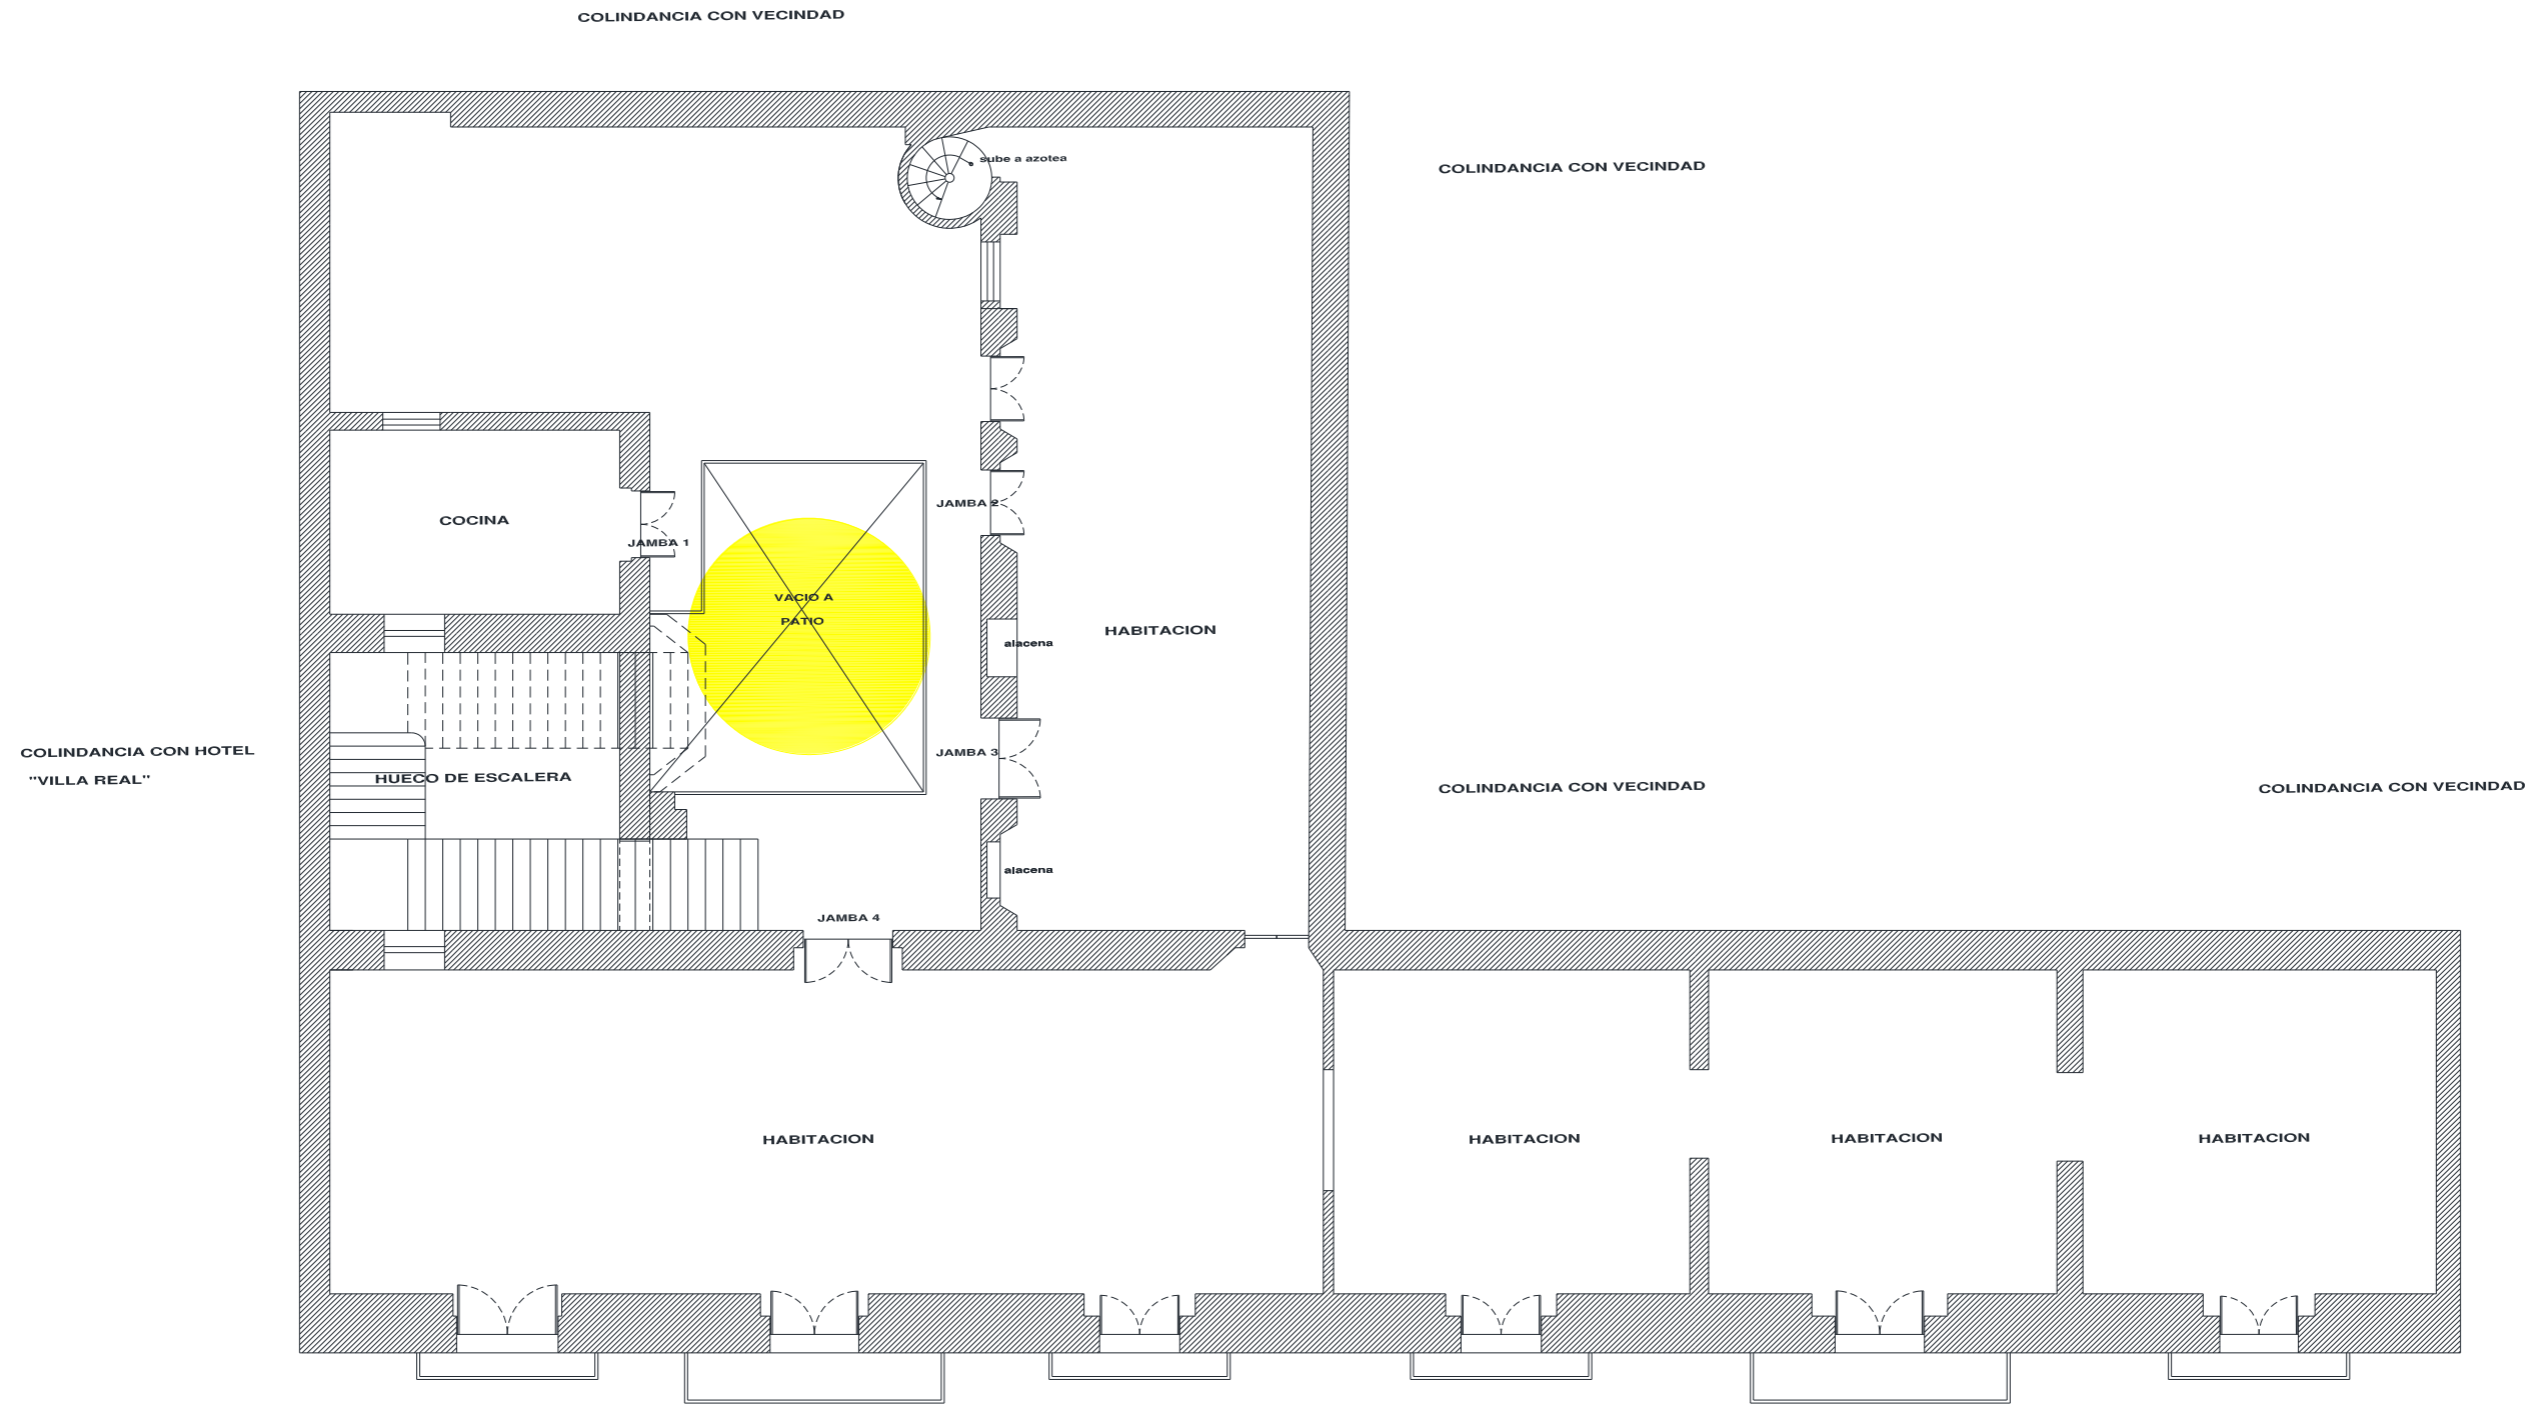 COLINDANCIA CON VECINDAD
sube a azotea
COLINDANCIA CON VECINDAD
JAMBA 2
COCINA
JAMBA 1
VACIO A
PATIO
HABITACION
alacena
COLINDANCIA CON HOTEL
"VILLA REAL"
HUECO DE ESCALERA
JAMBA 3
COLINDANCIA CON VECINDAD
COLINDANCIA CON VECINDAD
alacena
JAMBA 4
HABITACION
HABITACION
HABITACION
HABITACION